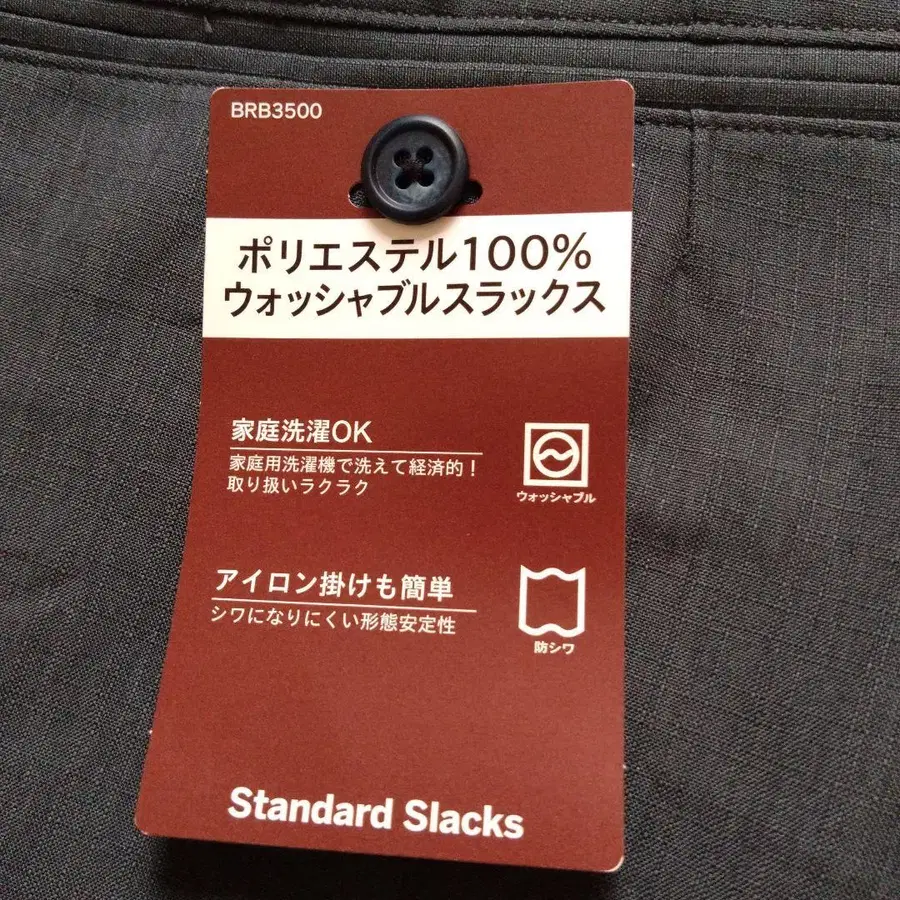 BRB3500
ポリエステル100%
ウォッシャブルスラックス
家庭洗濯OK
家庭用洗濯機で洗えて経済的!
取り扱いラクラク
ウォッシャブル
アイロン掛けも簡単
シワになりにくい形態安定性
防シワ
Standard Slacks